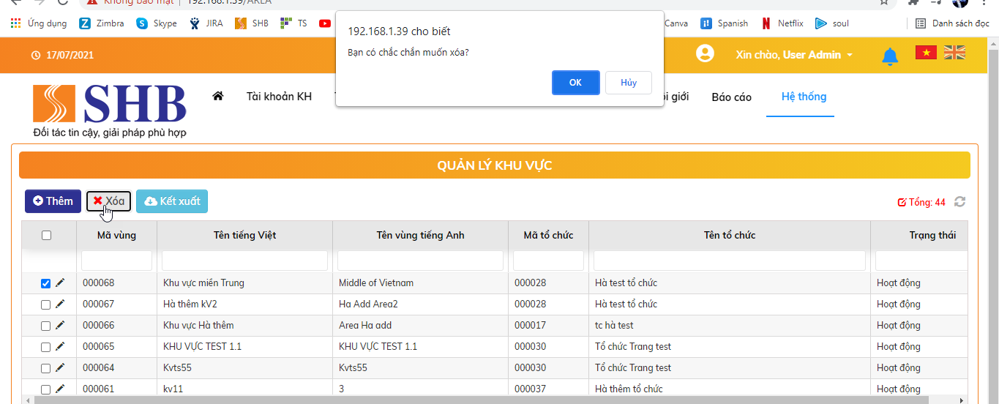 Không bảo mật | 192.168.1.39/AREA
Ứng dụng Zimbra Skype JIRA SHB TS Canva Spanish Netflix soul Danh sách đọc
192.168.1.39 cho biết
Bạn có chắc chắn muốn xóa?
OK Hủy
17/07/2021 Xin chào, User Admin
SHB
Đối tác tin cậy, giải pháp phù hợp
Tài khoản KH giới Báo cáo Hệ thống
QUẢN LÝ KHU VỰC
Thêm Xóa Kết xuất Tổng: 44
Mã vùng Tên tiếng Việt Tên vùng tiếng Anh Mã tổ chức Tên tổ chức Trạng thái
000068 Khu vực miền Trung Middle of Vietnam 000028 Hà test tổ chức Hoạt động
000067 Hà thêm kV2 Ha Add Area2 000028 Hà test tổ chức Hoạt động
000066 Khu vực Hà thêm Area Ha add 000017 tc hà test Hoạt động
000065 KHU VỰC TEST 1.1 KHU VỰC TEST 1.1 000030 Tổ chức Trang test Hoạt động
000064 Kvts55 Kvts55 000030 Tổ chức Trang test Hoạt động
000061 kv11 3 000037 Hà thêm tổ chức Hoạt động